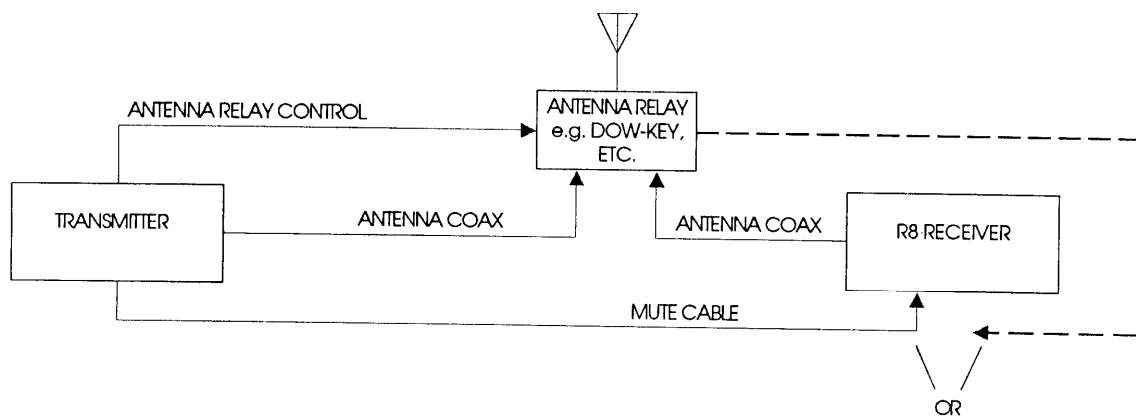 ANTENNA RELAY CONTROL
ANTENNA RELAY
e.g. DOW-KEY,
ETC.
TRANSMITTER
ANTENNA COAX
ANTENNA COAX
R8 RECEIVER
MUTE CABLE
OR